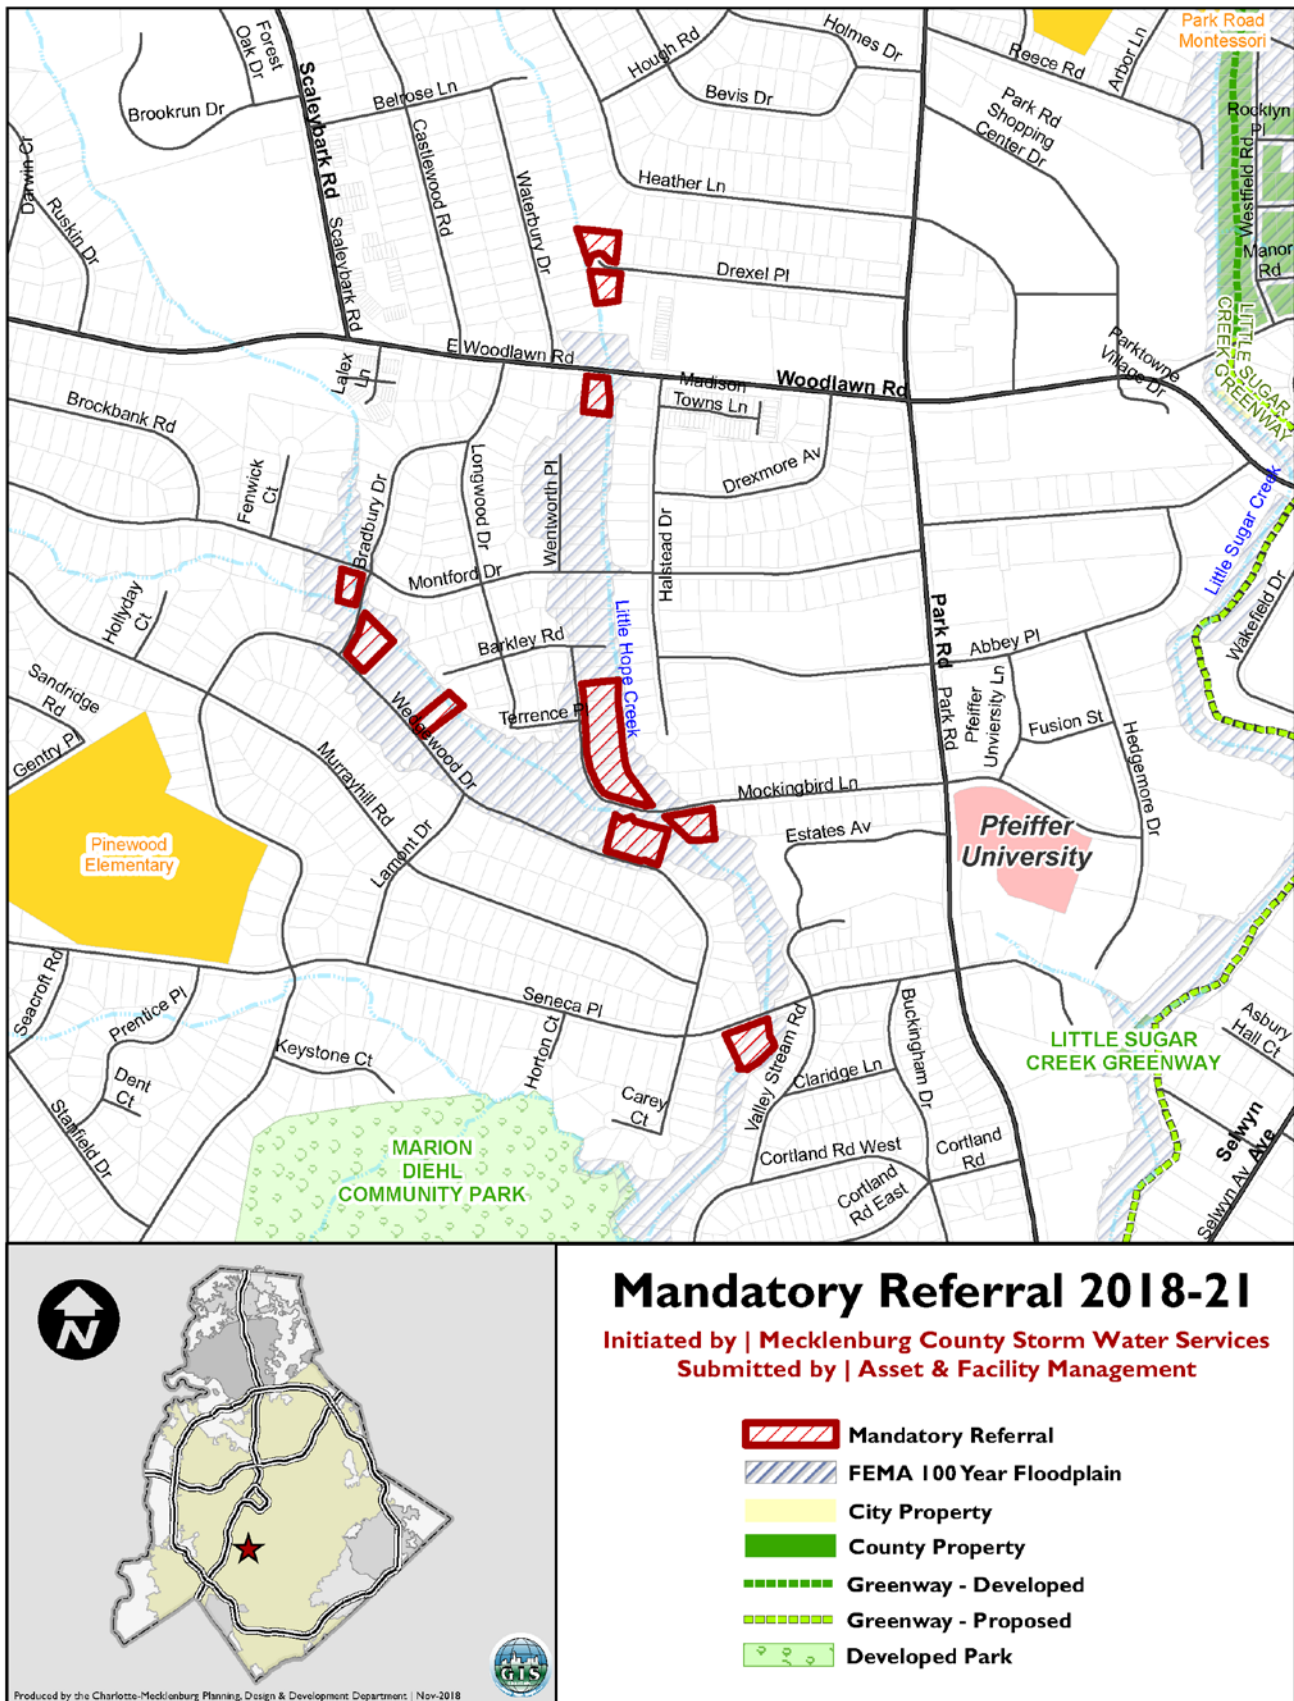 Park Road
Montessori
Forest
Oak Dr
Scaleybark Rd
Hough Rd
Holmes Dr
Reece Rd
Arbor Ln
Brookrun Dr
Belrose Ln
Bevis Dr
Park Rd
Shopping
Center Dr
Rocklyn
Pl
Darwin Cr
Castlewood Rd
Waterbury Dr
Heather Ln
Westfield Rd
Ruskin Dr
Scaleybark Rd
Drexel Pl
Manor
Rd
LITTLE SUGAR
CREEK GREENWAY
E Woodlawn Rd
Lalex
Ln
Madison
Towns Ln
Woodlawn Rd
Parktowne
Village Dr
Brockbank Rd
Fenwick
Ct
Bradbury Dr
Longwood Dr
Wentworth Pl
Drexmore Av
Halstead Dr
Little Sugar Creek
Montford Dr
Hollyday
Ct
Little Hope Creek
Park Rd
Abbey Pl
Wakefield Dr
Barkley Rd
Sandridge
Rd
Gentry Pl
Wedgewood Dr
Terrence Pl
Park Rd
Pfeiffer
Unviersity Ln
Fusion St
Hedgemore Dr
Murrayhill Rd
Mockingbird Ln
Estates Av
Pfeiffer
University
Pinewood
Elementary
Lamont Dr
Seacroft Rd
Prentice Pl
Seneca Pl
Buckingham Dr
Valley Stream Rd
Horton Ct
Keystone Ct
Claridge Ln
LITTLE SUGAR
CREEK GREENWAY
Asbury
Hall Ct
Dent
Ct
Stanfield Dr
Carey
Ct
MARION
DIEHL
COMMUNITY PARK
Cortland Rd West
Cortland
Rd
Cortland
Rd East
Selwyn
Ave
Selwyn Av
N
Mandatory Referral 2018-21
Initiated by | Mecklenburg County Storm Water Services
Submitted by | Asset & Facility Management
Mandatory Referral
FEMA 100 Year Floodplain
City Property
County Property
Greenway - Developed
Greenway - Proposed
Developed Park
GIS
Produced by the Charlotte-Mecklenburg Planning, Design & Development Department | Nov-2018